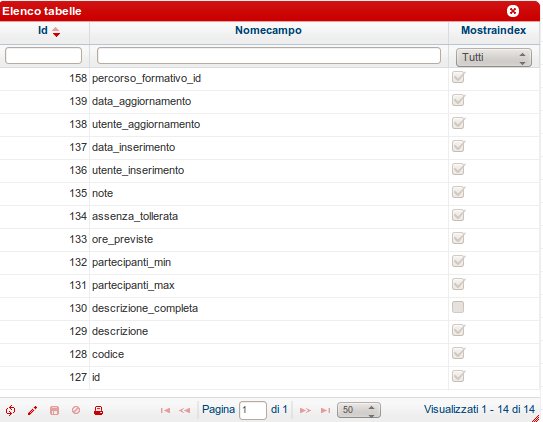 Elenco tabelle
Id Nomecampo Mostraindex
Tutti
158 percorso_formativo_id
139 data_aggiornamento
138 utente_aggiornamento
137 data_inserimento
136 utente_inserimento
135 note
134 assenza_tollerata
133 ore_previste
132 partecipanti_min
131 partecipanti_max
130 descrizione_completa
129 descrizione
128 codice
127 id
Pagina 1 di 1 50 Visualizzati 1 - 14 di 14